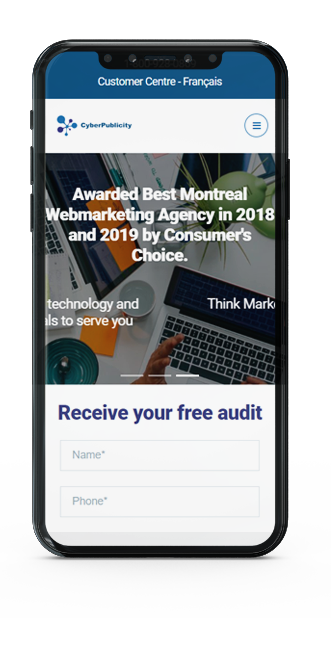 Customer Centre - Français
CyberPublicity
Awarded Best Montreal
Webmarketing Agency in 2018
and 2019 by Consumer's
Choice.
technology and
Think Mark
ls to serve you
Receive your free audit
Name*
Phone*